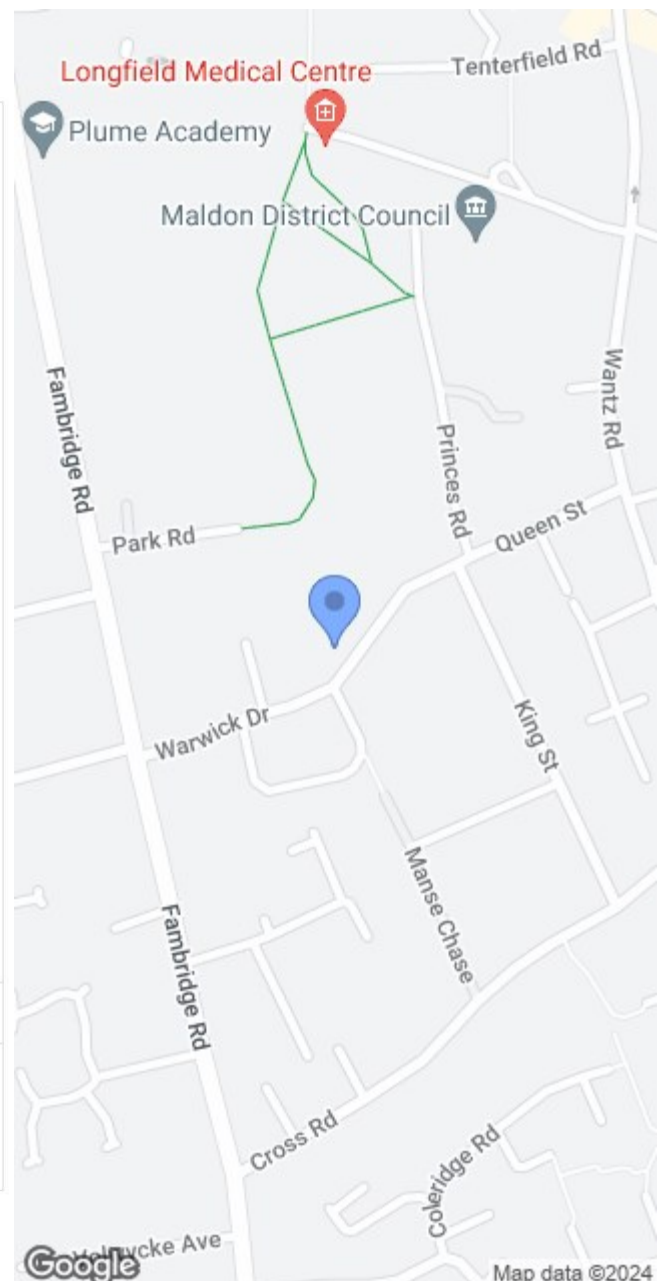 Tenterfield Rd
Longfield Medical Centre
Plume Academy
Maldon District Council
Fambridge Rd
Wantz Rd
Princes Rd
Queen St
Park Rd
Warwick Dr
King St
Manse Chase
Fambridge Rd
Cross Rd
Coleridge Rd
Ave
Google
Map data ©2024